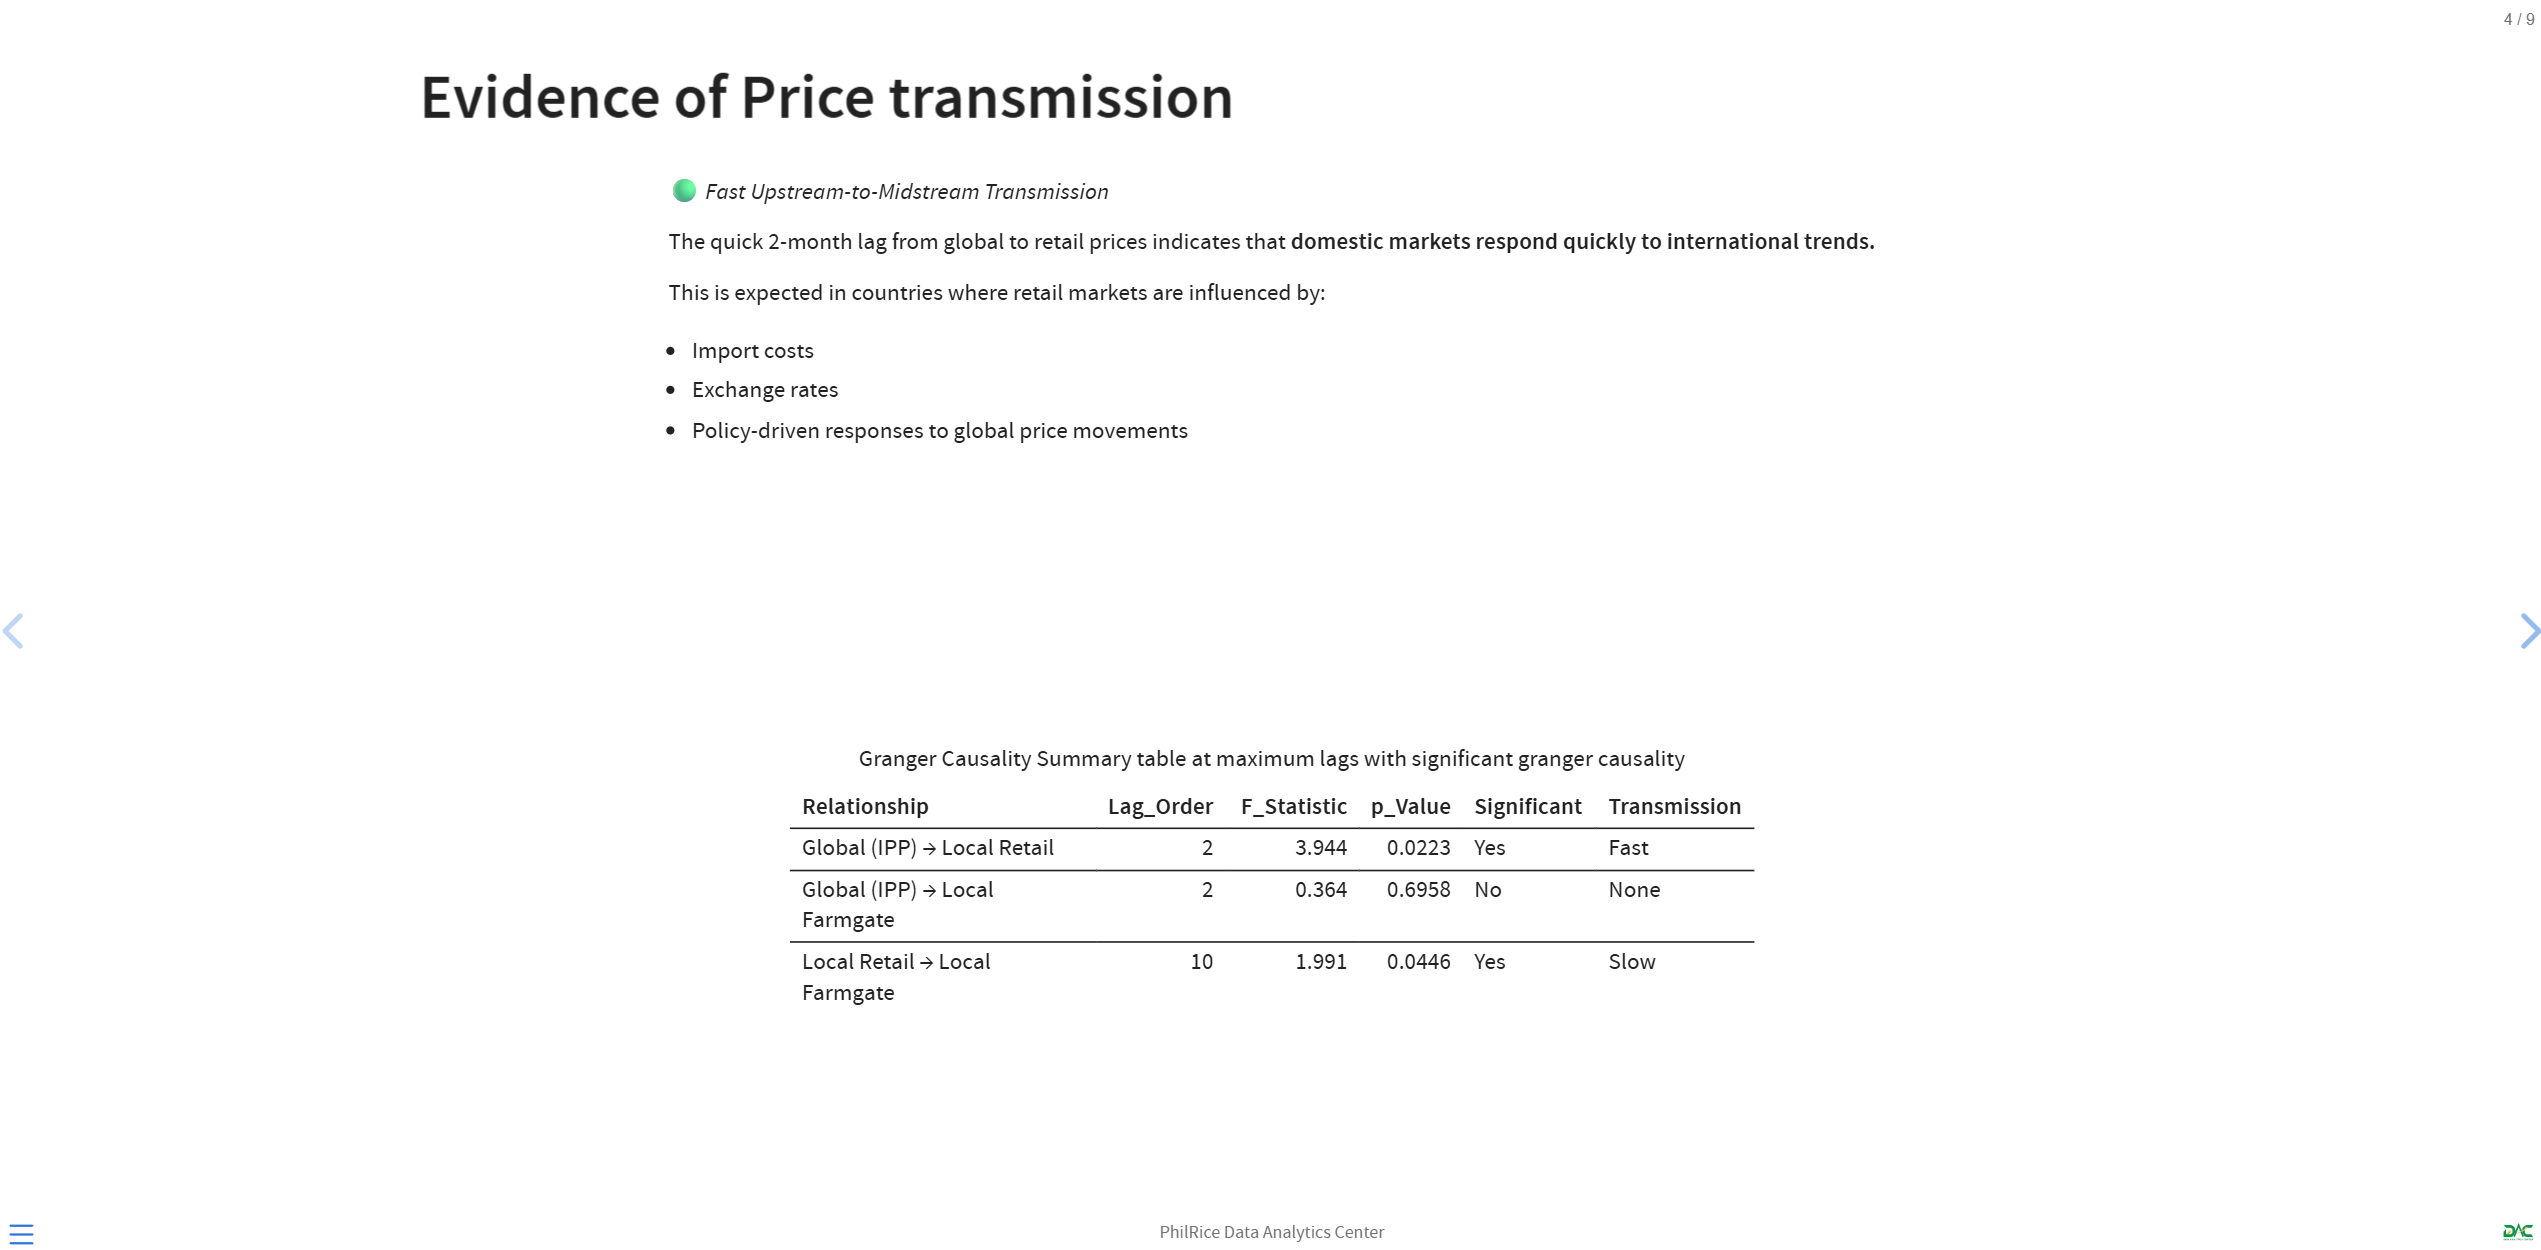 4 / 9
Evidence of Price transmission
Fast Upstream-to-Midstream Transmission
The quick 2-month lag from global to retail prices indicates that domestic markets respond quickly to international trends.
This is expected in countries where retail markets are influenced by:
• Import costs
• Exchange rates
• Policy-driven responses to global price movements
Granger Causality Summary table at maximum lags with significant granger causality
Relationship Lag_Order F_Statistic p_Value Significant Transmission
Global (IPP) → Local Retail 2 3.944 0.0223 Yes Fast
Global (IPP) → Local 2 0.364 0.6958 No None
Farmgate
Local Retail → Local 10 1.991 0.0446 Yes Slow
Farmgate
PhilRice Data Analytics Center
DAC